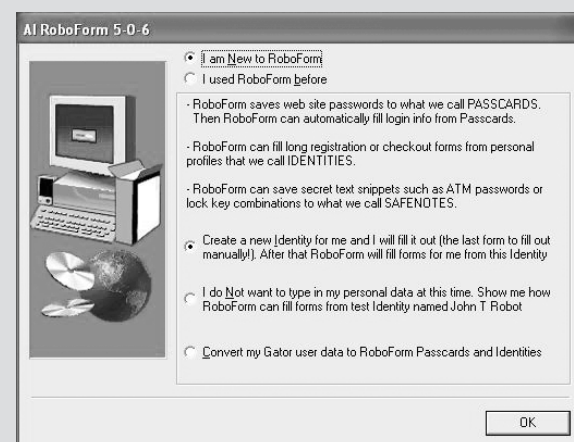 AI RoboForm 5-0-6
I am New to RoboForm
I used RoboForm before
- RoboForm saves web site passwords to what we call PASSCARDS.
Then RoboForm can automatically fill login info from Passcards.
- RoboForm can fill long registration or checkout forms from personal
profiles that we call IDENTITIES.
- RoboForm can save secret text snippets such as ATM passwords or
lock key combinations to what we call SAFENOTES.
Create a new Identity for me and I will fill it out (the last form to fill out
manually!). After that RoboForm will fill forms for me from this Identity
I do Not want to type in my personal data at this time. Show me how
RoboForm can fill forms from test Identity named John T Robot
Convert my Gator user data to RoboForm Passcards and Identities
OK